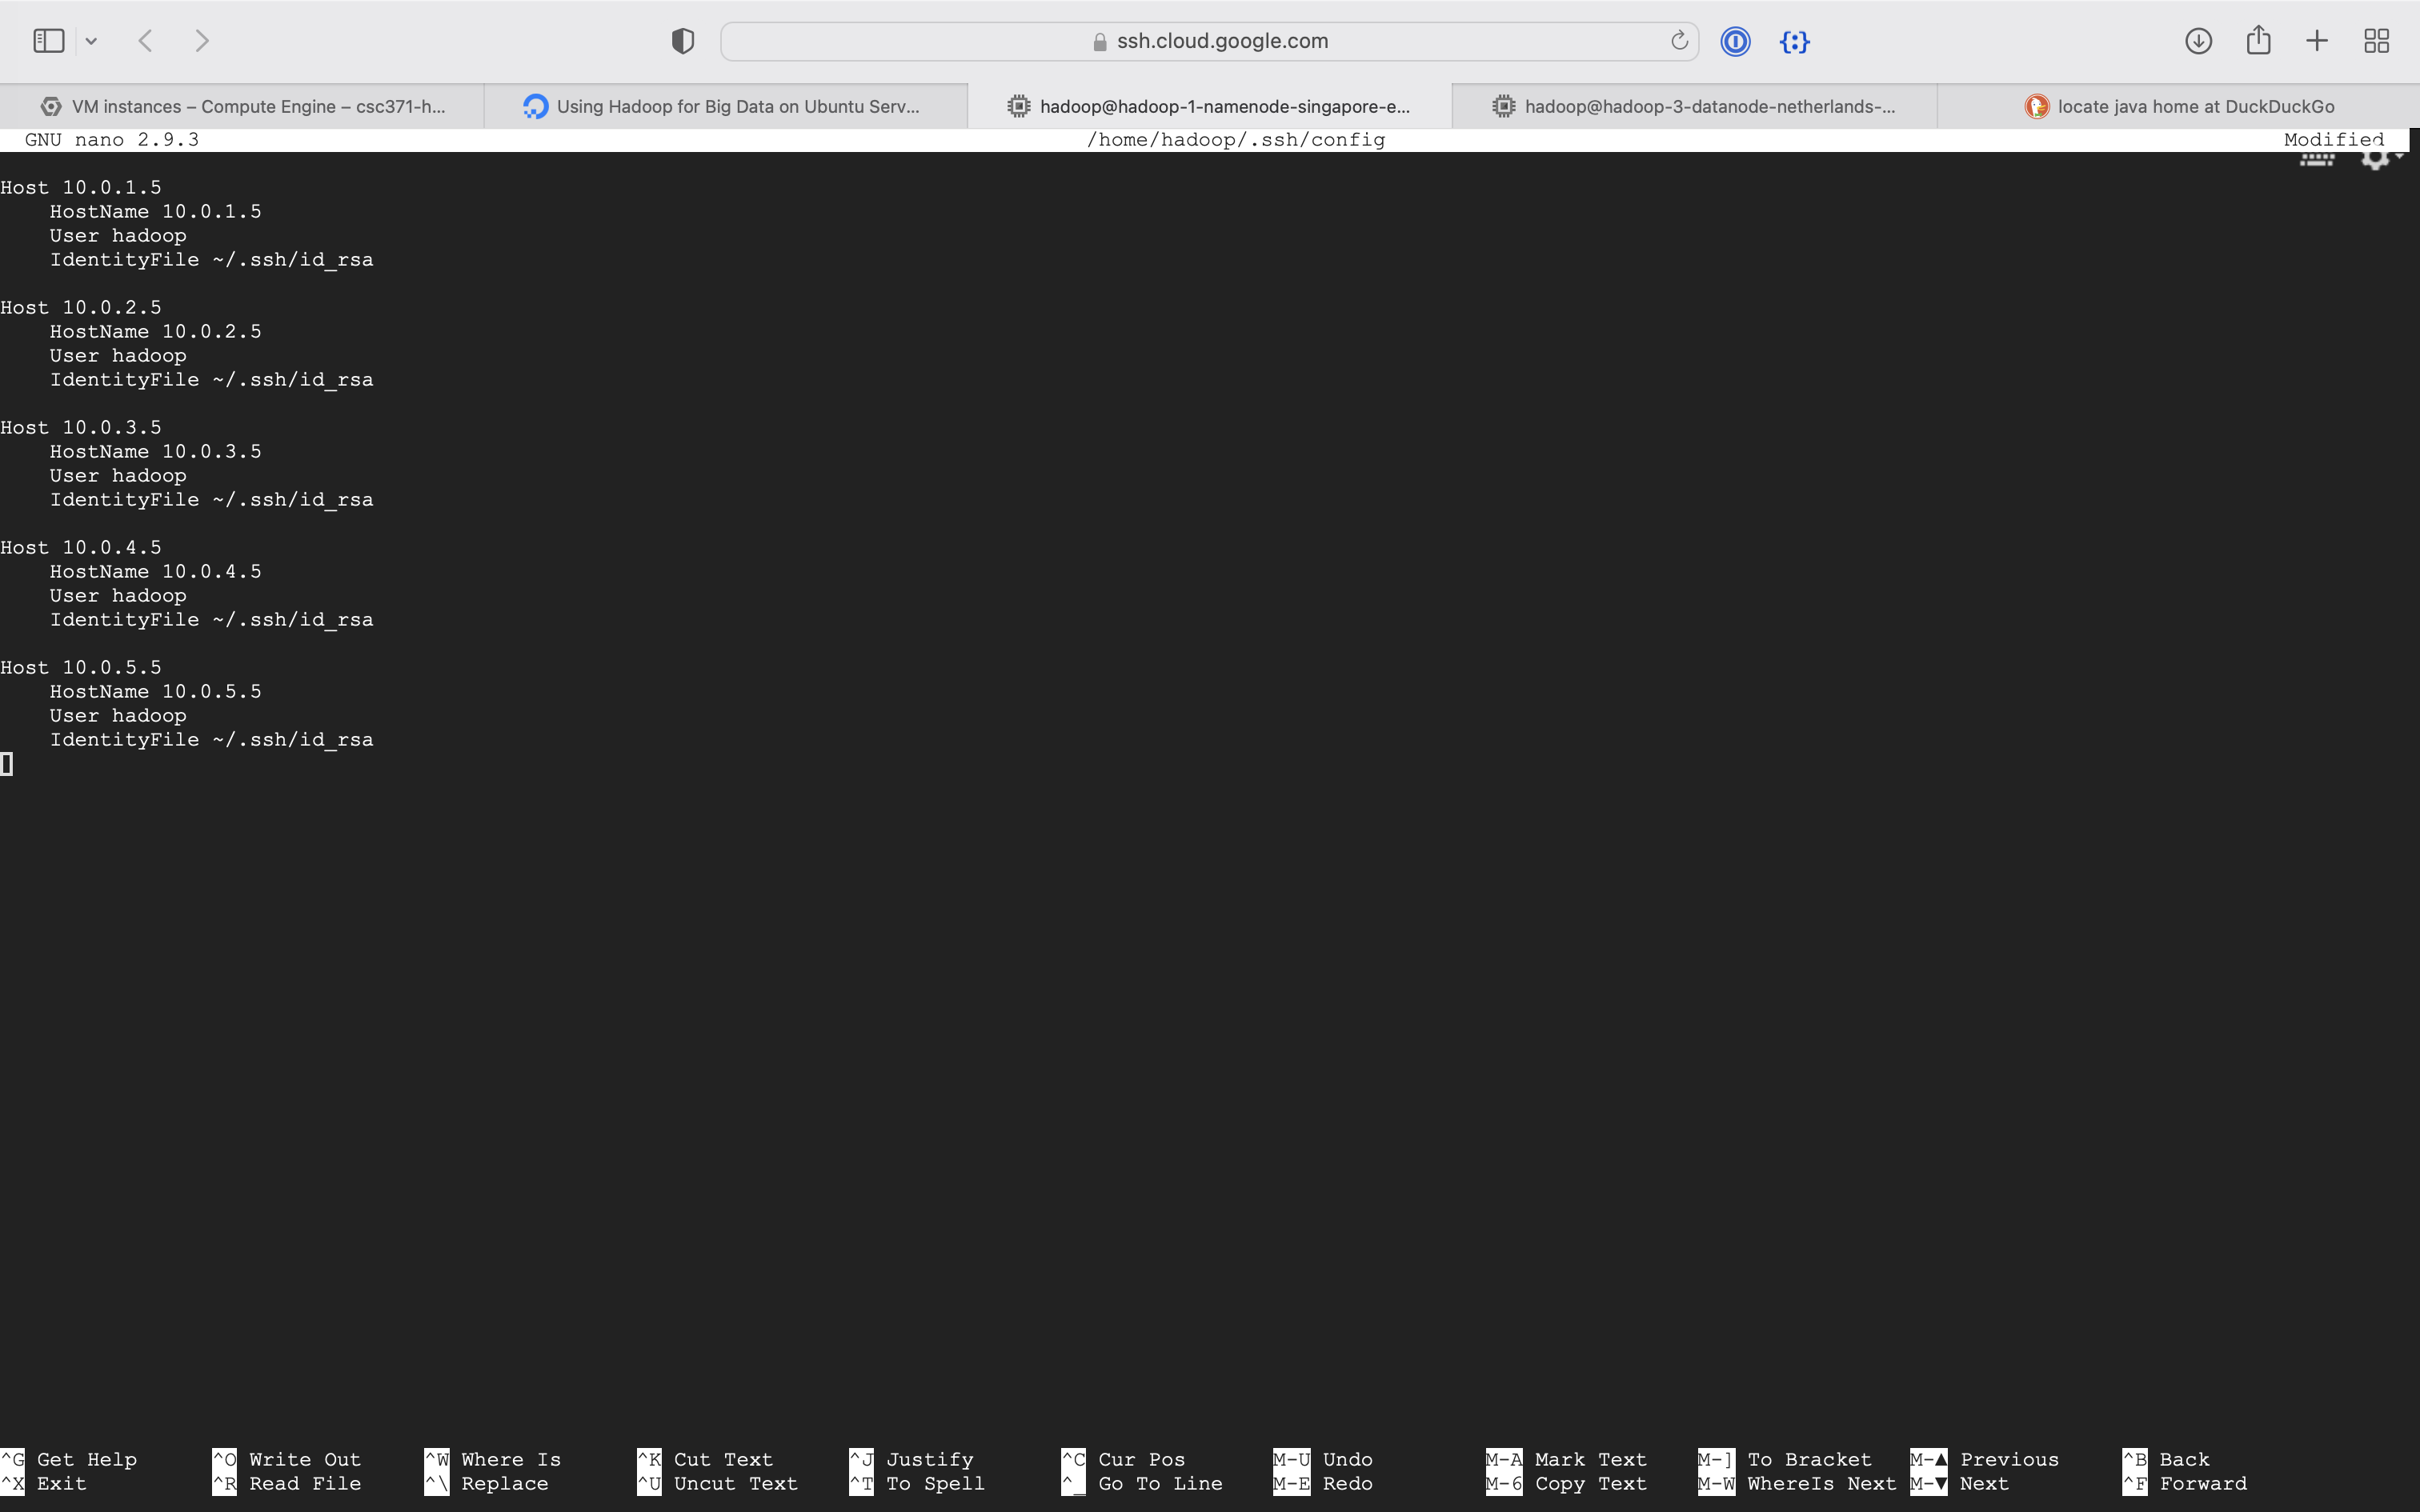 ssh.cloud.google.com
VM instances – Compute Engine – csc371-h...
Using Hadoop for Big Data on Ubuntu Serv...
hadoop@hadoop-1-namenode-singapore-e...
hadoop@hadoop-3-datanode-netherlands-...
locate java home at DuckDuckGo
GNU nano 2.9.3 /home/hadoop/.ssh/config Modified
Host 10.0.1.5
HostName 10.0.1.5
User hadoop
IdentityFile ~/.ssh/id_rsa
Host 10.0.2.5
HostName 10.0.2.5
User hadoop
IdentityFile ~/.ssh/id_rsa
Host 10.0.3.5
HostName 10.0.3.5
User hadoop
IdentityFile ~/.ssh/id_rsa
Host 10.0.4.5
HostName 10.0.4.5
User hadoop
IdentityFile ~/.ssh/id_rsa
Host 10.0.5.5
HostName 10.0.5.5
User hadoop
IdentityFile ~/.ssh/id_rsa
^G Get Help ^O Write Out ^W Where Is ^K Cut Text ^J Justify ^C Cur Pos M-U Undo M-A Mark Text M-] To Bracket M-▲ Previous ^B Back
^X Exit ^R Read File ^\ Replace ^U Uncut Text ^T To Spell ^_ Go To Line M-E Redo M-6 Copy Text M-W WhereIs Next M-▼ Next ^F Forward